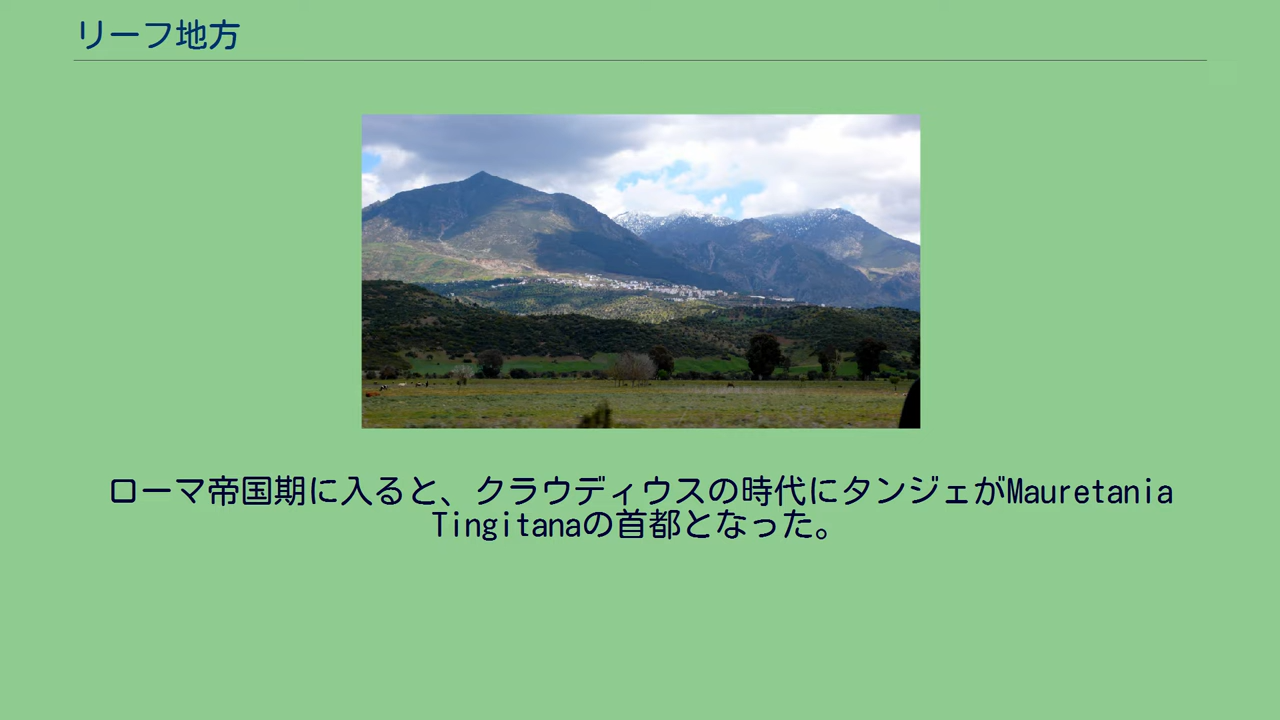 リーフ地方
ローマ帝国期に入ると、クラウディウスの時代にタンジェがMauretania
Tingitanaの首都となった。